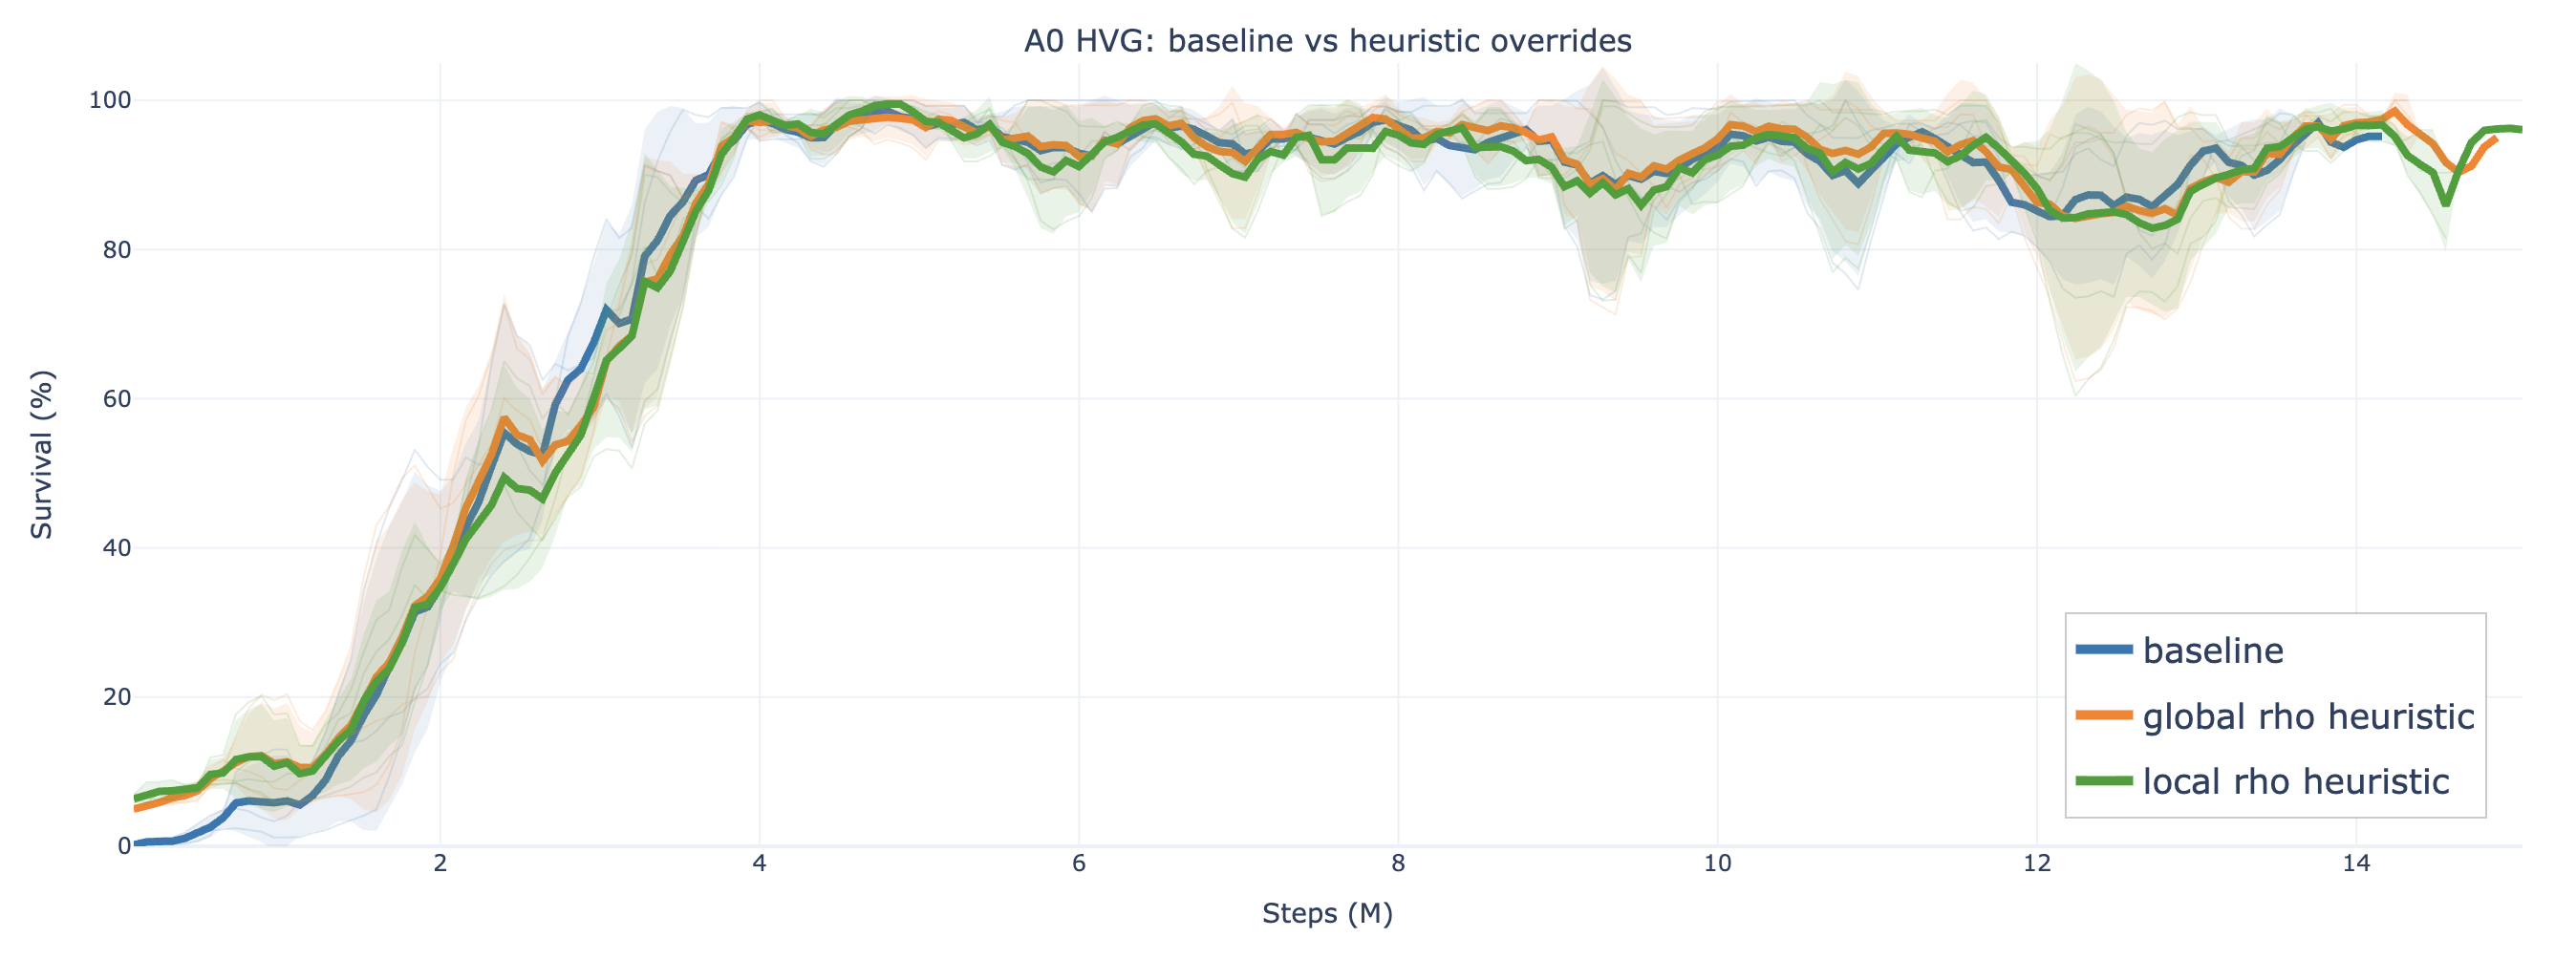 A0 HVG: baseline vs heuristic overrides
Survival (%)
100
80
60
40
20
0
2
4
6
8
10
12
14
Steps (M)
baseline
global rho heuristic
local rho heuristic